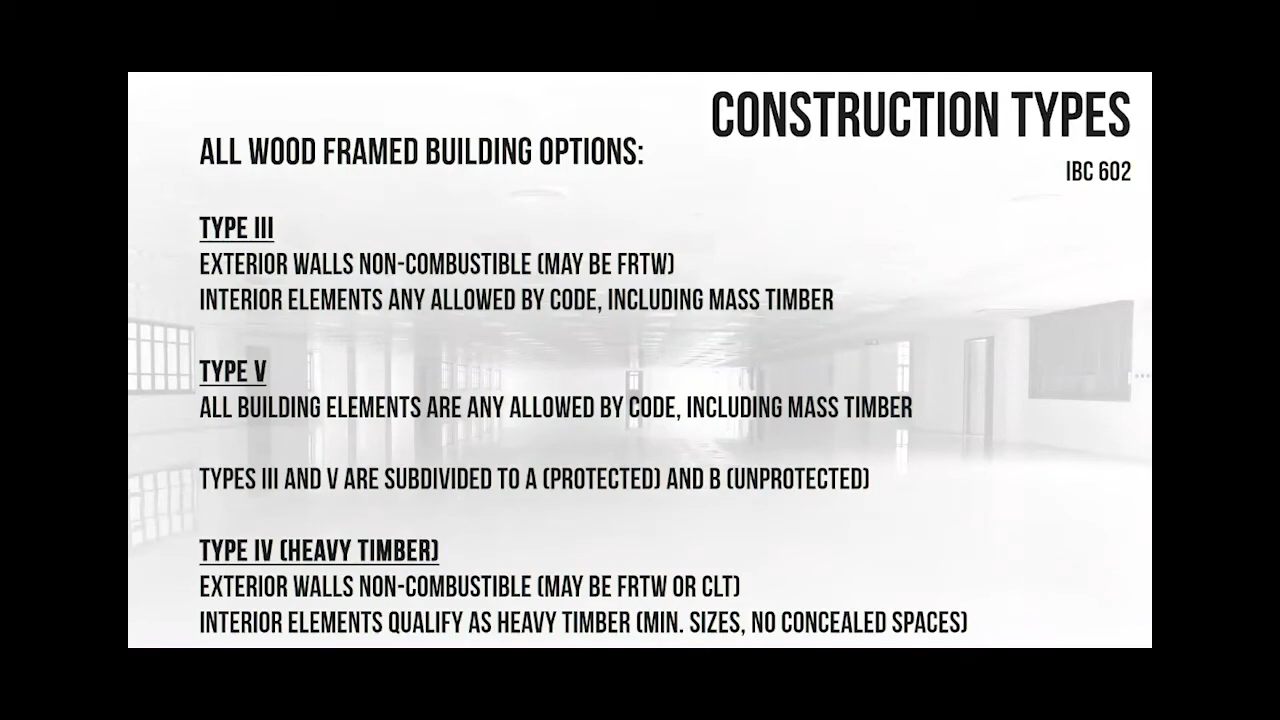 CONSTRUCTION TYPES
IBC 602
ALL WOOD FRAMED BUILDING OPTIONS:
TYPE III
EXTERIOR WALLS NON-COMBUSTIBLE (MAY BE FRTW)
INTERIOR ELEMENTS ANY ALLOWED BY CODE, INCLUDING MASS TIMBER
TYPE V
ALL BUILDING ELEMENTS ARE ANY ALLOWED BY CODE, INCLUDING MASS TIMBER
TYPES III AND V ARE SUBDIVIDED TO A (PROTECTED) AND B (UNPROTECTED)
TYPE IV (HEAVY TIMBER)
EXTERIOR WALLS NON-COMBUSTIBLE (MAY BE FRTW OR CLT)
INTERIOR ELEMENTS QUALIFY AS HEAVY TIMBER (MIN. SIZES, NO CONCEALED SPACES)